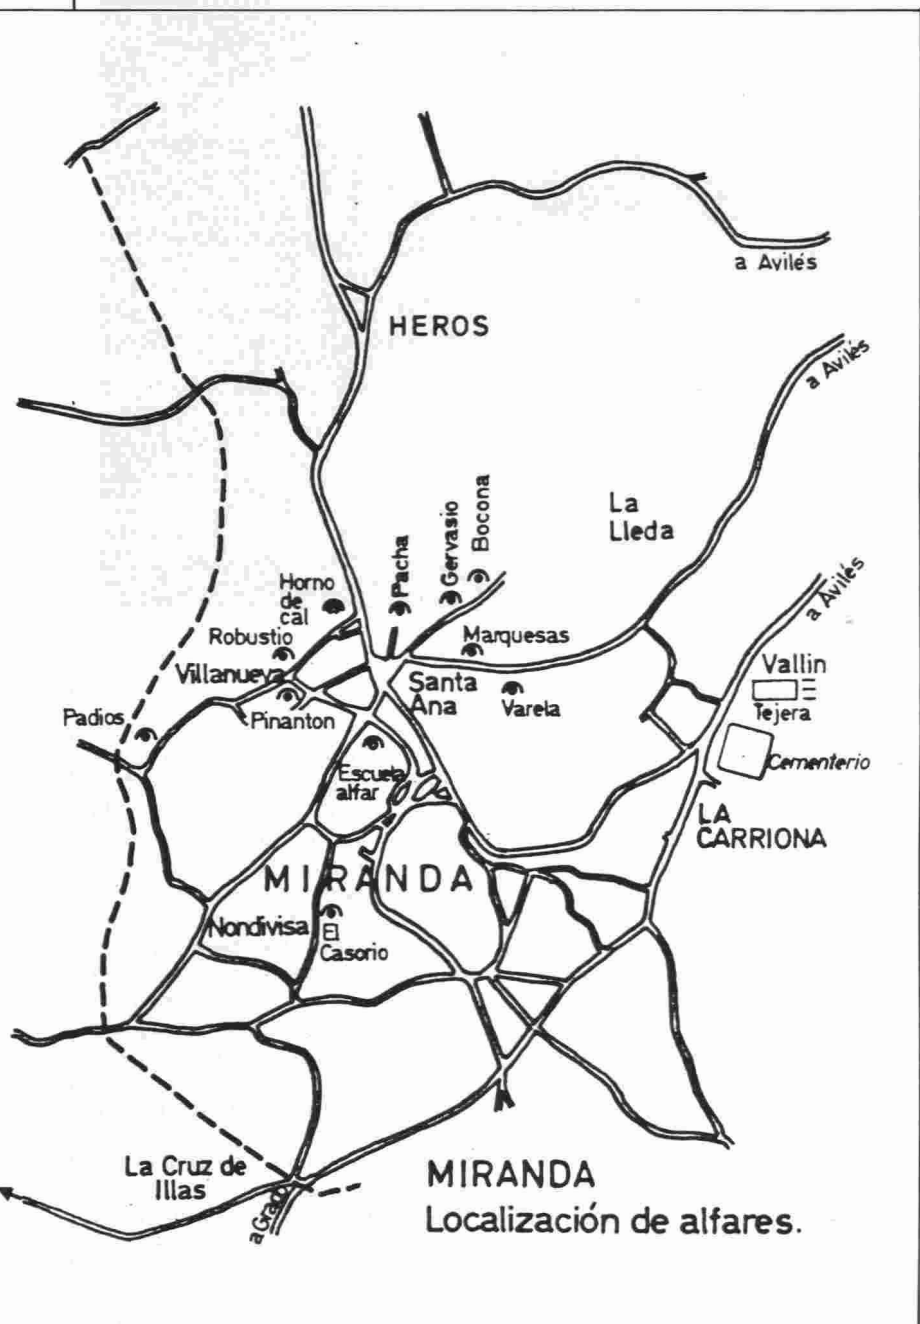 a Avilés
HEROS
a Avilés
La
Lleda
Bocona
Gervasio
Pacha
a Avilés
Horno
de
cal
Robustio
Marquesas
Villanueva
Santa
Ana
Vallin
Padios
Pinanton
Varela
Tejera
Escuela
alfar
Cementerio
LA
CARRIONA
MIRANDA
Nondivisa
El
Casorio
La Cruz de
Illas
a Grado
MIRANDA
Localización de alfares.